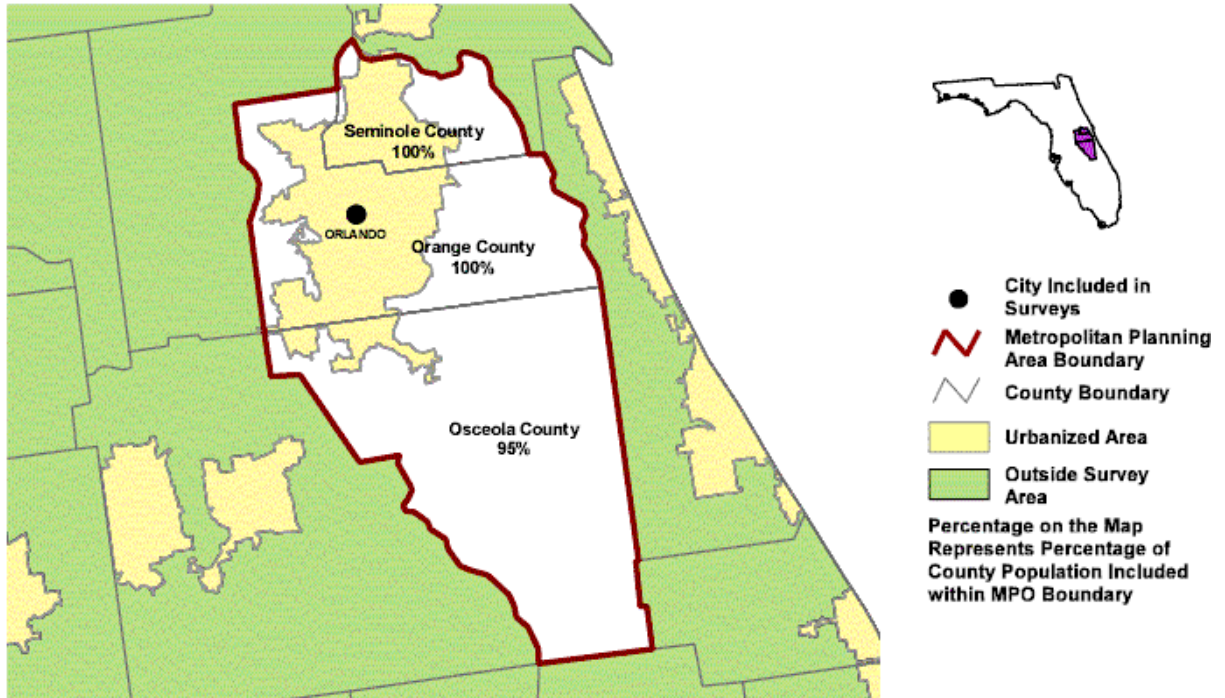 Seminole County
100%
ORLANDO
Orange County
100%
Osceola County
95%
City Included in
Surveys
Metropolitan Planning
Area Boundary
County Boundary
Urbanized Area
Outside Survey
Area
Percentage on the Map
Represents Percentage of
County Population Included
within MPO Boundary